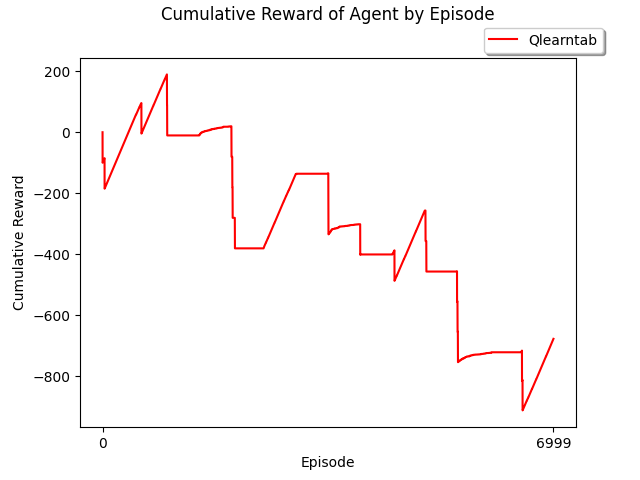 Cumulative Reward of Agent by Episode
Qlearntab
200
0
−200
−400
−600
−800
Cumulative Reward
0
6999
Episode